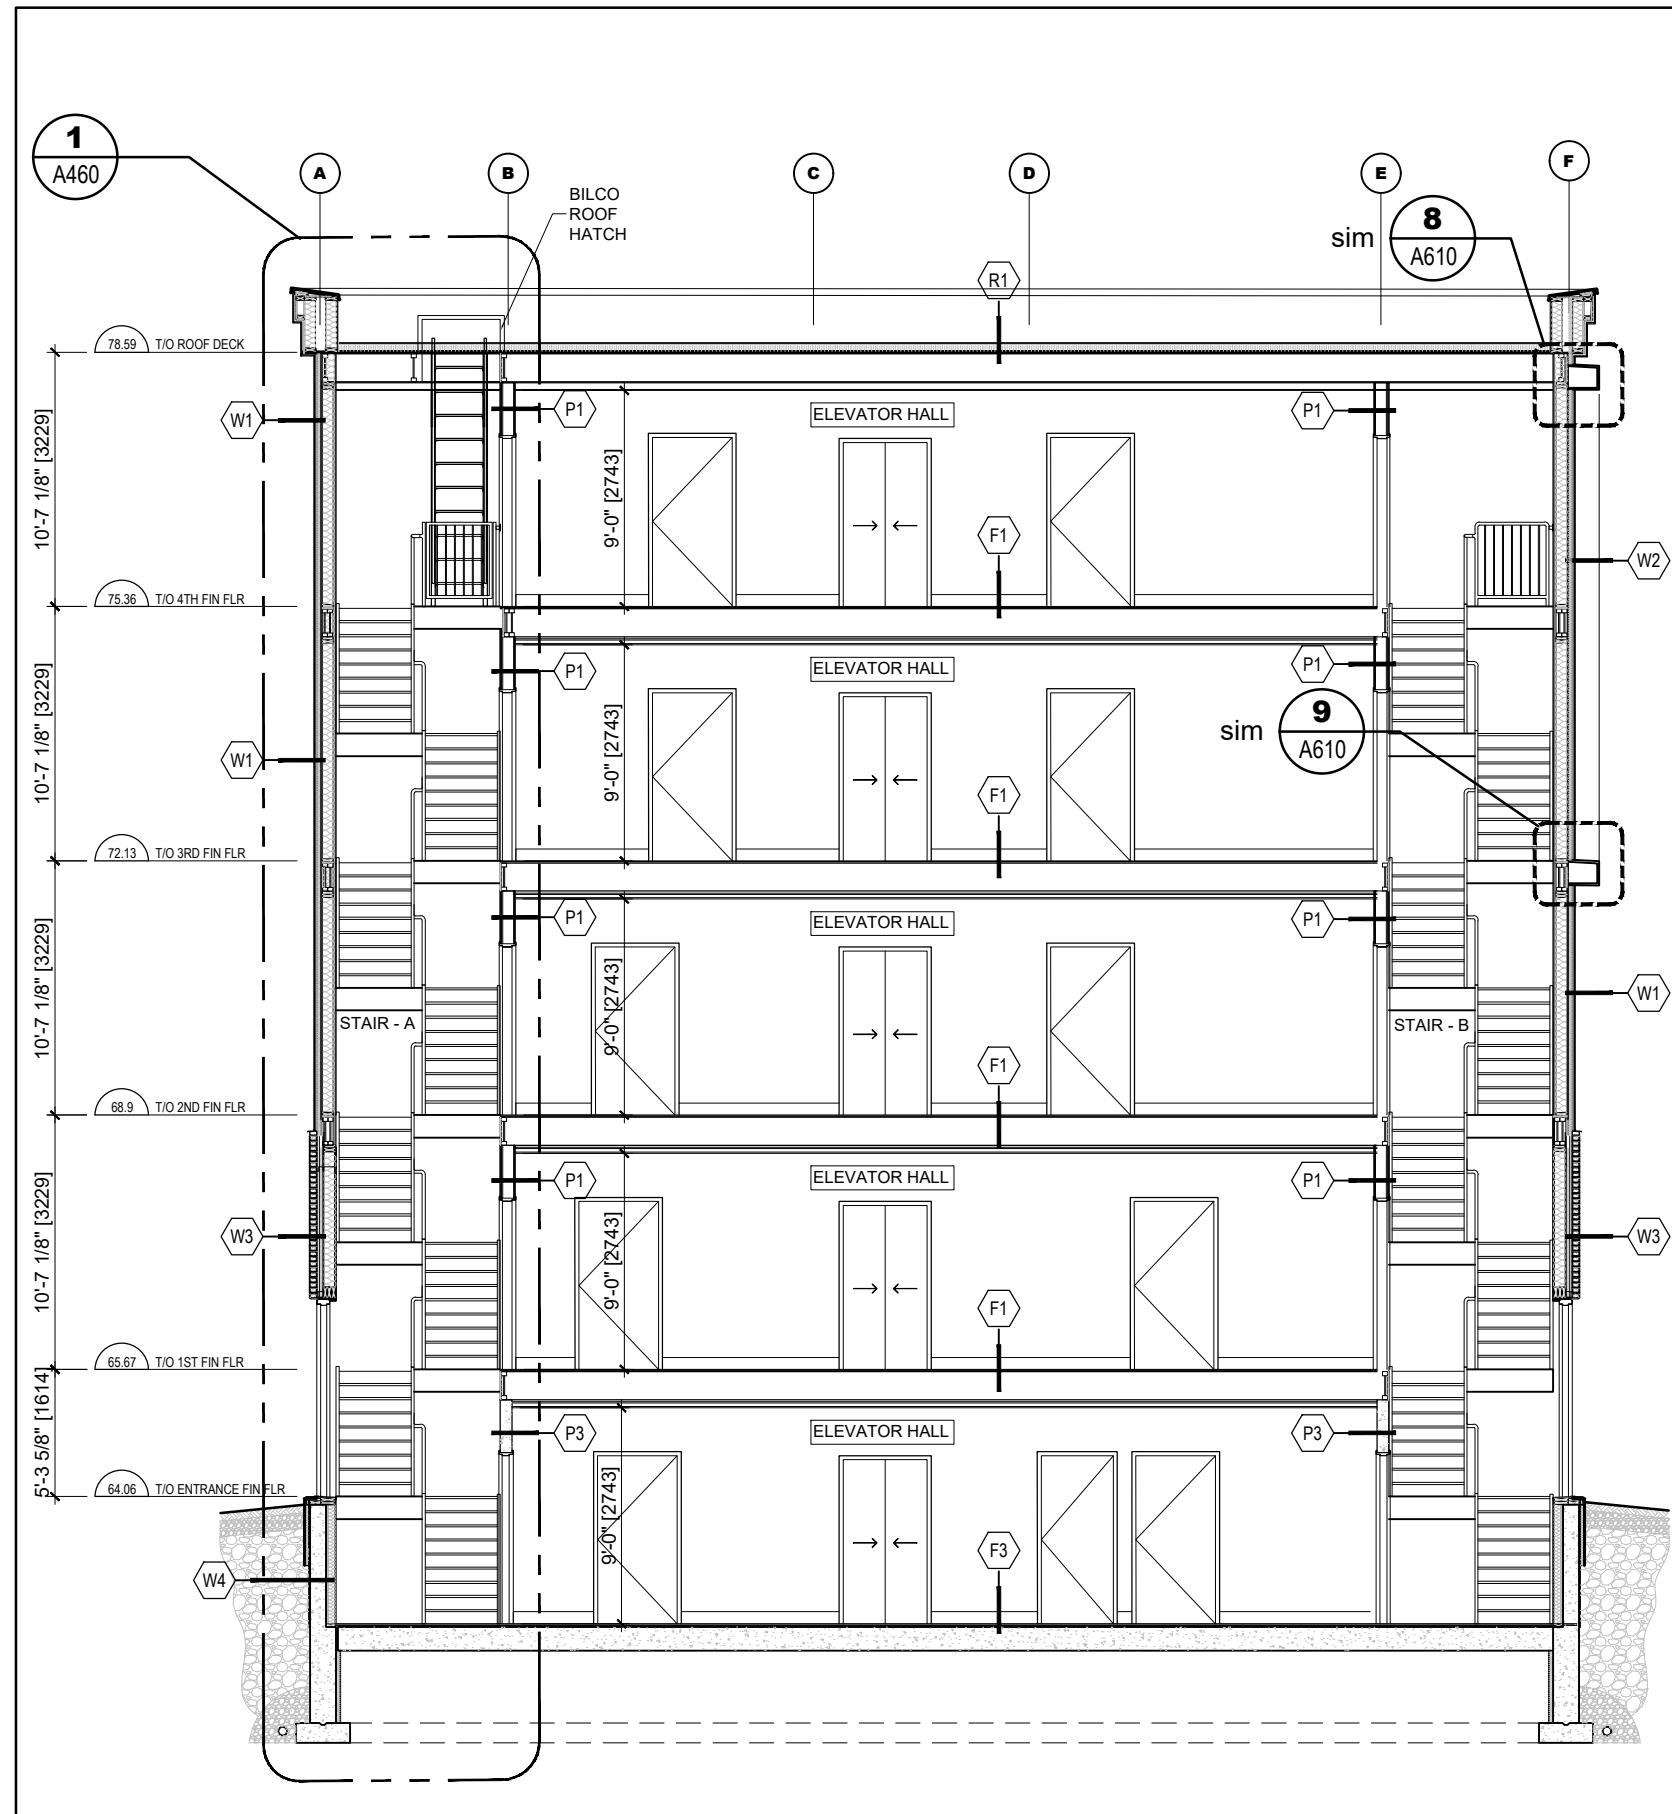 1
A460
A
B
C
D
E
F
BILCO
ROOF
HATCH
sim
8
A610
R1
78.59 T/O ROOF DECK
W1
P1
ELEVATOR HALL
P1
10'-7 1/8" [3229]
9'-0" [2743]
F1
W2
75.36 T/O 4TH FIN FLR
P1
ELEVATOR HALL
P1
sim
9
A610
10'-7 1/8" [3229]
9'-0" [2743]
W1
F1
72.13 T/O 3RD FIN FLR
P1
ELEVATOR HALL
P1
10'-7 1/8" [3229]
9'-0" [2743]
W1
STAIR - A
STAIR - B
F1
68.9 T/O 2ND FIN FLR
P1
ELEVATOR HALL
P1
10'-7 1/8" [3229]
9'-0" [2743]
W3
W3
F1
65.67 T/O 1ST FIN FLR
5'-3 5/8" [1614]
P3
ELEVATOR HALL
P3
64.06 T/O ENTRANCE FIN FLR
9'-0" [2743]
F3
W4